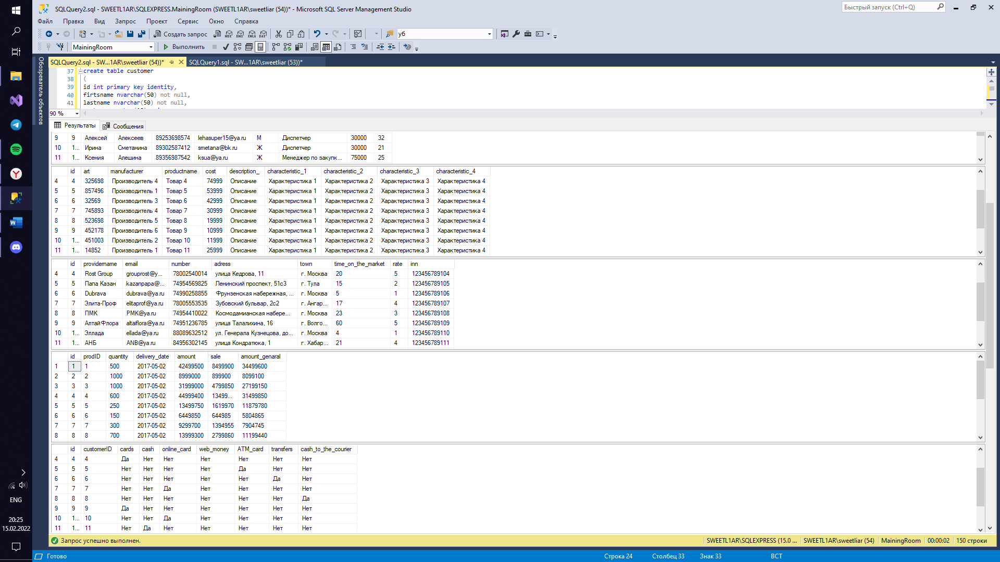 SQLQuery2.sql - SWEETL1AR\SQLEXPRESS.MainingRoom (SWEETL1AR\sweetliar (54))* - Microsoft SQL Server Management Studio
Быстрый запуск (Ctrl+Q)
Файл Правка Вид Запрос Проект Сервис Окно Справка
Создать запрос MDX DMX XMLA DAX уб
MainingRoom Выполнить
Обозреватель объектов
SQLQuery2.sql - SW...1AR\sweetliar (54))* SQLQuery1.sql - SW...1AR\sweetliar (53))*
37 create table customer
38 (
39 id int primary key identity,
40 firtsname nvarchar(50) not null,
41 lastname nvarchar(50) not null,
90 %
Результаты Сообщения
9 9 Алексей Алексеев 89253698574 lehasuper15@ya.ru М Диспетчер 30000 32
10 1... Ирина Сметанина 89302587412 smetana@bk.ru Ж Диспетчер 30000 21
11 1... Ксения Алешина 89356987542 ksua@ya.ru Ж Менеджер по закупк... 75000 25
id art manufacturer productname cost description_ characteristic_1 characteristic_2 characteristic_3 characteristic_4
4 4 325698 Производитель 4 Товар 4 74999 Описание Характеристика 1 Характеристика 2 Характеристика 3 Характеристика 4
5 5 857496 Производитель 1 Товар 5 53999 Описание Характеристика 1 Характеристика 2 Характеристика 3 Характеристика 4
6 6 32569 Производитель 3 Товар 6 42999 Описание Характеристика 1 Характеристика 2 Характеристика 3 Характеристика 4
7 7 745893 Производитель 4 Товар 7 30999 Описание Характеристика 1 Характеристика 2 Характеристика 3 Характеристика 4
8 8 523698 Производитель 5 Товар 8 19999 Описание Характеристика 1 Характеристика 2 Характеристика 3 Характеристика 4
9 9 452178 Производитель 6 Товар 9 10999 Описание Характеристика 1 Характеристика 2 Характеристика 3 Характеристика 4
10 1... 451003 Производитель 2 Товар 10 11999 Описание Характеристика 1 Характеристика 2 Характеристика 3 Характеристика 4
11 1... 14852 Производитель 1 Товар 11 25999 Описание Характеристика 1 Характеристика 2 Характеристика 3 Характеристика 4
id providername email number adress town time_on_the_market rate inn
4 4 Rost Group grouprost@y... 78002540014 улица Кедрова, 11 г. Москва 20 5 123456789104
5 5 Папа Казан kazanpapa@... 74954569825 Ленинский проспект, 51с3 г. Тула 15 2 123456789105
6 6 Dubrava dubrava@ya.ru 74990258855 Фрунзенская набережная, ... г. Москва 5 1 123456789106
7 7 Элита-Проф elitaprof@ya.ru 78005553535 Зубовский бульвар, 2с2 г. Ангар... 17 4 123456789107
8 8 ПМК PMK@ya.ru 74954410022 Космодамианская набере... г. Москва 23 3 123456789108
9 9 АлтайФлора altaiflora@ya.ru 74951236785 улица Талалихина, 16 г. Волго... 60 5 123456789109
10 1... Эллада ellada@ya.ru 88089632512 ул. Генерала Кузнецова, до... г. Москва 4 1 123456789110
11 1... АНБ ANB@ya.ru 84956302145 улица Кондратюка, 1 г. Хабар... 21 4 123456789111
id prodID quantity delivery_date amount sale amount_genaral
1 1 1 500 2017-05-02 42499500 8499900 34499600
2 2 2 1000 2017-05-02 8999000 899900 8099100
3 3 3 1000 2017-05-02 31999000 4799850 27199150
4 4 4 600 2017-05-02 44999400 13499... 31499850
5 5 5 250 2017-05-02 13499750 1619970 11879780
6 6 6 150 2017-05-02 6449850 644985 5804865
7 7 7 300 2017-05-02 9299700 1394955 7904745
8 8 8 700 2017-05-02 13999300 2799860 11199440
id customerID cards cash online_card web_money ATM_card transfers cash_to_the_courier
4 4 4 Да Нет Нет Нет Нет Нет Нет
5 5 5 Нет Нет Нет Нет Да Нет Нет
6 6 6 Нет Нет Нет Нет Нет Да Нет
7 7 7 Нет Нет Да Нет Нет Нет Нет
8 8 8 Нет Нет Нет Нет Нет Нет Да
9 9 9 Да Нет Нет Нет Нет Нет Нет
10 1... 10 Нет Нет Да Нет Нет Нет Нет
11 1... 11 Нет Да Нет Нет Нет Нет Нет
Запрос успешно выполнен. SWEETL1AR\SQLEXPRESS (15.0 ... SWEETL1AR\sweetliar (54) MainingRoom 00:00:02 150 строки
Готово Строка 24 Столбец 33 Знак 33 ВСТ
ENG
20:25
15.02.2022